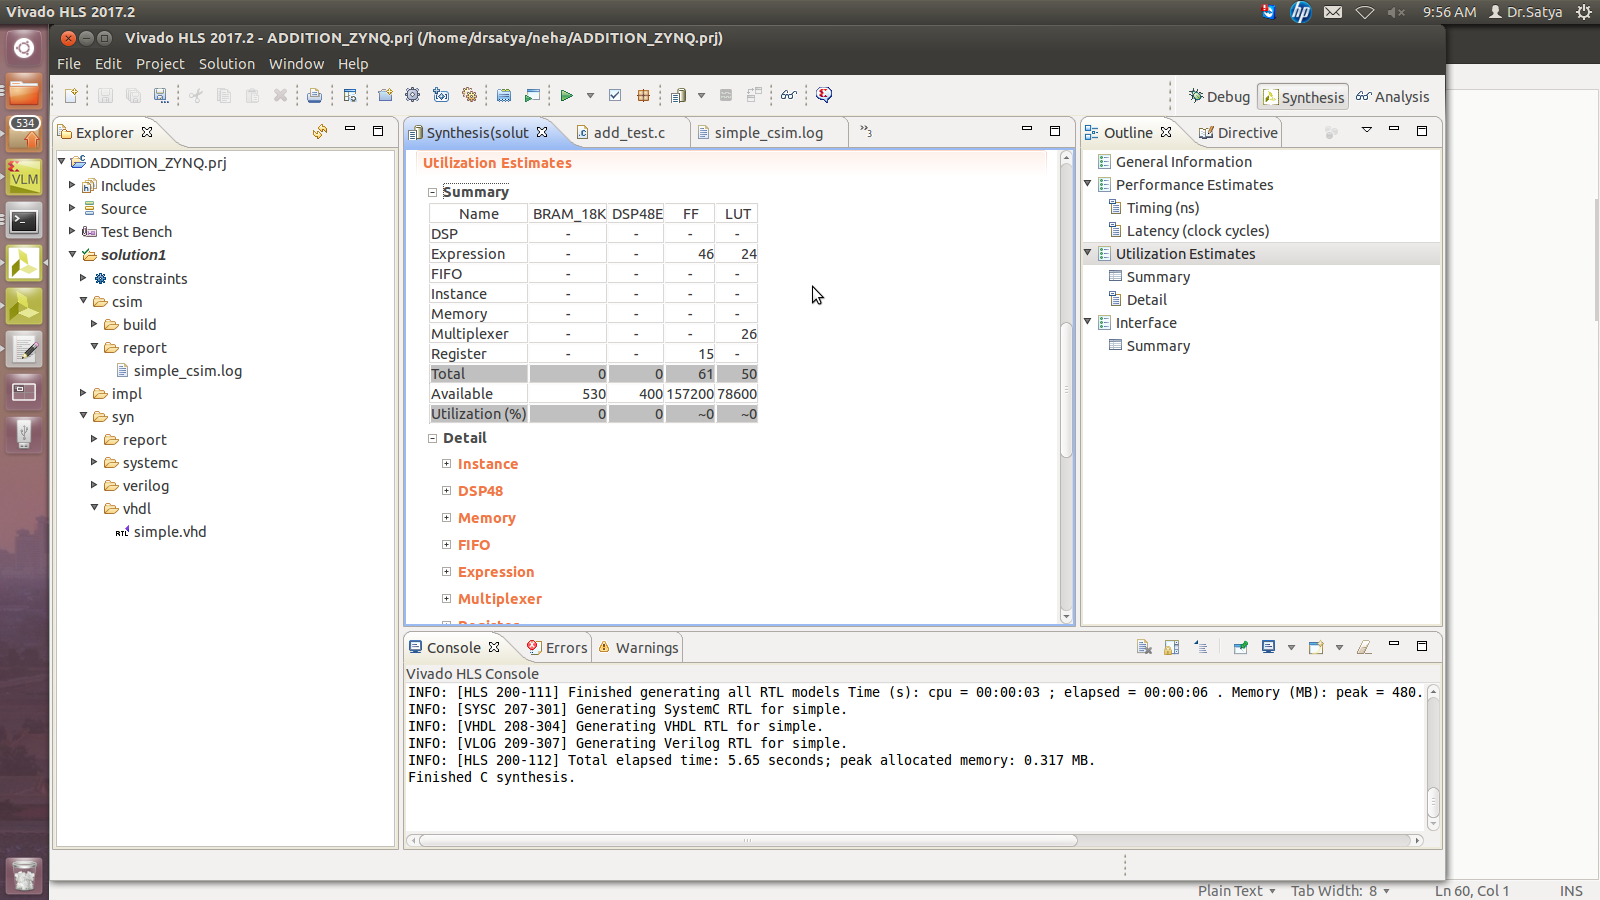 Vivado HLS 2017.2
9:56 AM Dr.Satya
Vivado HLS 2017.2 - ADDITION_ZYNQ.prj (/home/drsatya/neha/ADDITION_ZYNQ.prj)
File Edit Project Solution Window Help
Debug Synthesis Analysis
534
VLM
Explorer
ADDITION_ZYNQ.prj
Includes
Source
Test Bench
solution1
constraints
csim
build
report
simple_csim.log
impl
syn
report
systemc
verilog
vhdl
RTL simple.vhd
Synthesis(solut add_test.c simple_csim.log »3
Utilization Estimates
Summary
Name BRAM_18K DSP48E FF LUT
DSP - - - -
Expression - - 46 24
FIFO - - - -
Instance - - - -
Memory - - - -
Multiplexer - - - 26
Register - - 15 -
Total 0 0 61 50
Available 530 400 157200 78600
Utilization (%) 0 0 ~0 ~0
Detail
Instance
DSP48
Memory
FIFO
Expression
Multiplexer
Register
Outline Directive
General Information
Performance Estimates
Timing (ns)
Latency (clock cycles)
Utilization Estimates
Summary
Detail
Interface
Summary
Console Errors Warnings
Vivado HLS Console
INFO: [HLS 200-111] Finished generating all RTL models Time (s): cpu = 00:00:03 ; elapsed = 00:00:06 . Memory (MB): peak = 480.
INFO: [SYSC 207-301] Generating SystemC RTL for simple.
INFO: [VHDL 208-304] Generating VHDL RTL for simple.
INFO: [VLOG 209-307] Generating Verilog RTL for simple.
INFO: [HLS 200-112] Total elapsed time: 5.65 seconds; peak allocated memory: 0.317 MB.
Finished C synthesis.
Plain Text Tab Width: 8 Ln 60, Col 1 INS